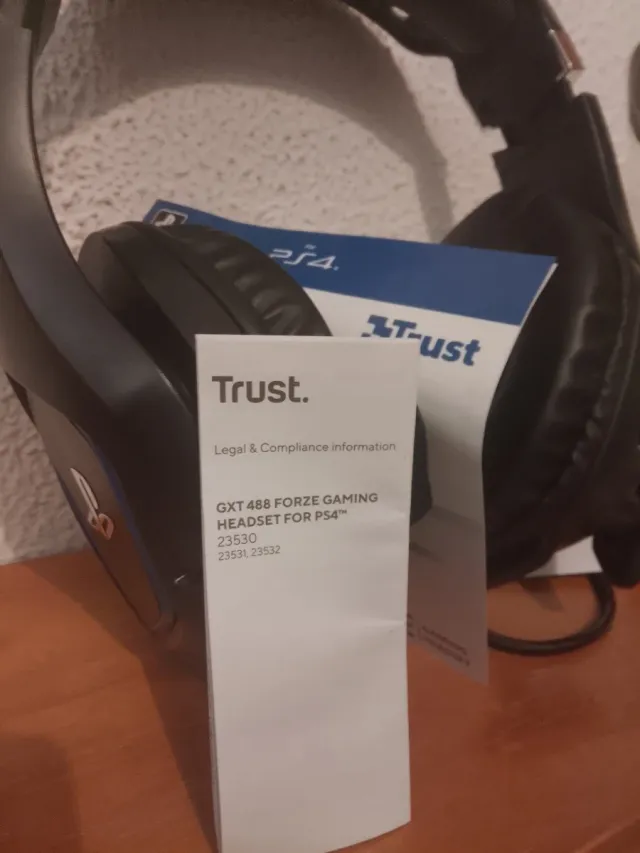 PS4
Trust
Trust.
Legal & Compliance information
GXT 488 FORZE GAMING
HEADSET FOR PS4™
23530
23531, 23532